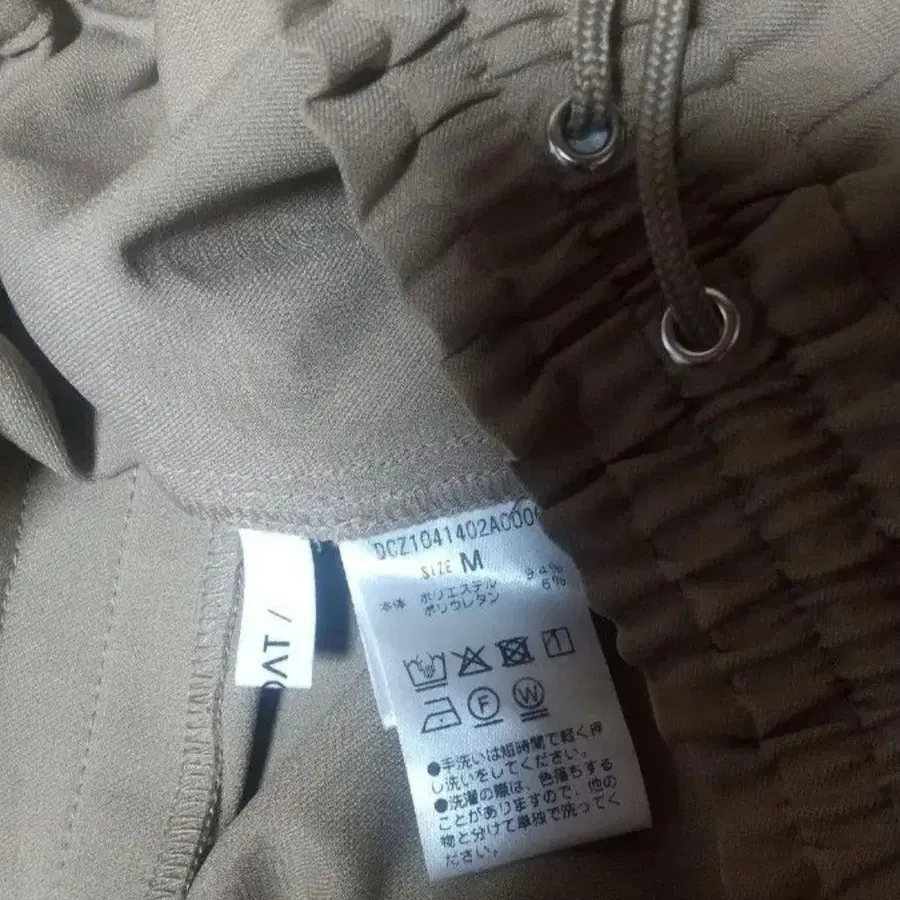 DCZ1041402A0006
SIZE M
本体 ポリエステル 94%
ポリウレタン 6%
F W
●手洗いは短時間で軽く押
し洗いをしてください。
●洗濯の際は、色落ちする
ことがありますので、他の
物と分けて単独で洗ってく
ださい。
OAT /